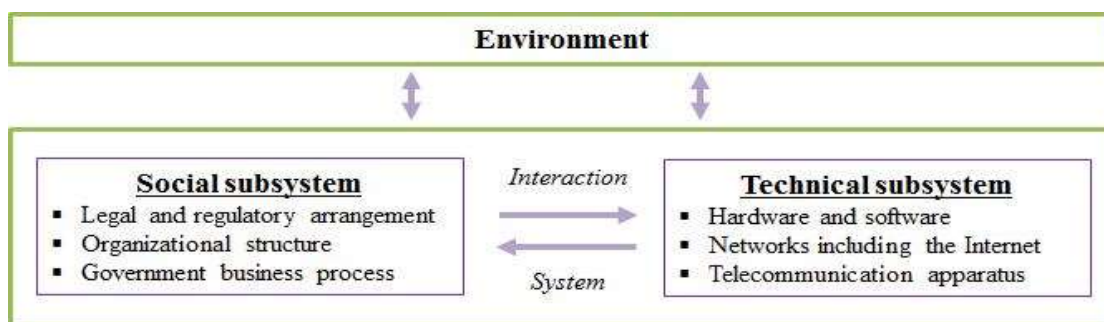 Environment
Social subsystem
▪ Legal and regulatory arrangement
▪ Organizational structure
▪ Government business process
Interaction
System
Technical subsystem
▪ Hardware and software
▪ Networks including the Internet
▪ Telecommunication apparatus